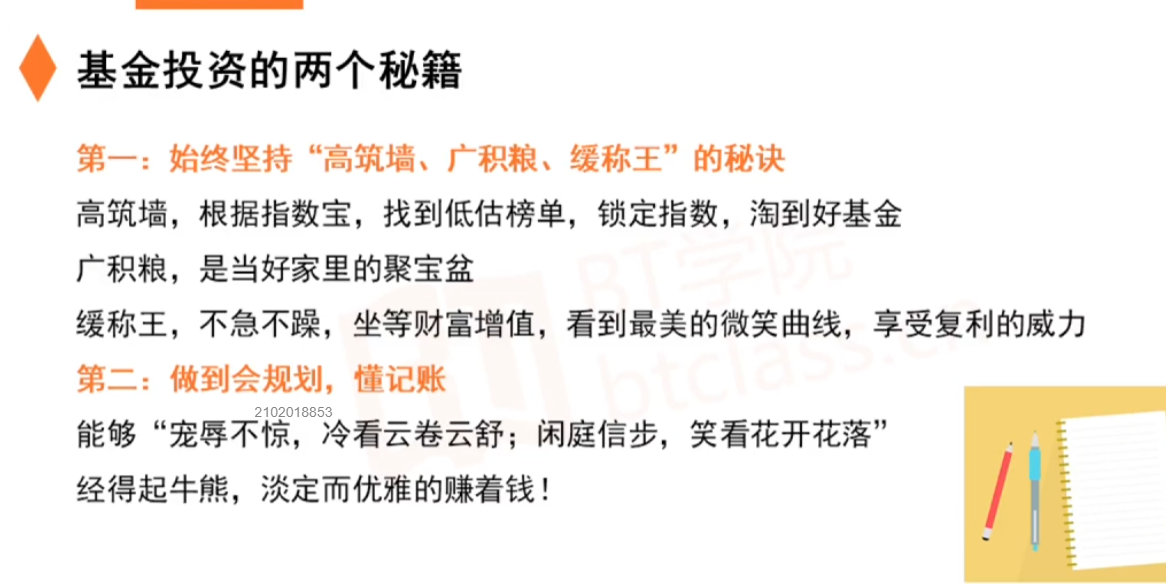 基金投资的两个秘籍
第一：始终坚持“高筑墙、广积粮、缓称王”的秘诀
高筑墙，根据指数宝，找到低估榜单，锁定指数，淘到好基金
广积粮，是当好家里的聚宝盆
缓称王，不急不躁，坐等财富增值，看到最美的微笑曲线，享受复利的威力
第二：做到会规划，懂记账
2102018853
能够“宠辱不惊，冷看云卷云舒；闲庭信步，笑看花开花落”
经得起牛熊，淡定而优雅的赚着钱！
BT学院
btclass.cn